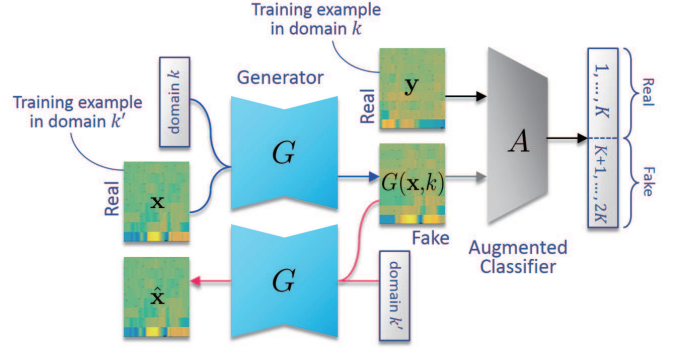 Training example
in domain k
Generator
domain k
Training example
in domain k′
Real
x
G
Real
y
G(x,k)
Fake
A
Augmented
Classifier
1,...,K
K+1,...,2K
Real
Fake
x̂
G
domain k′